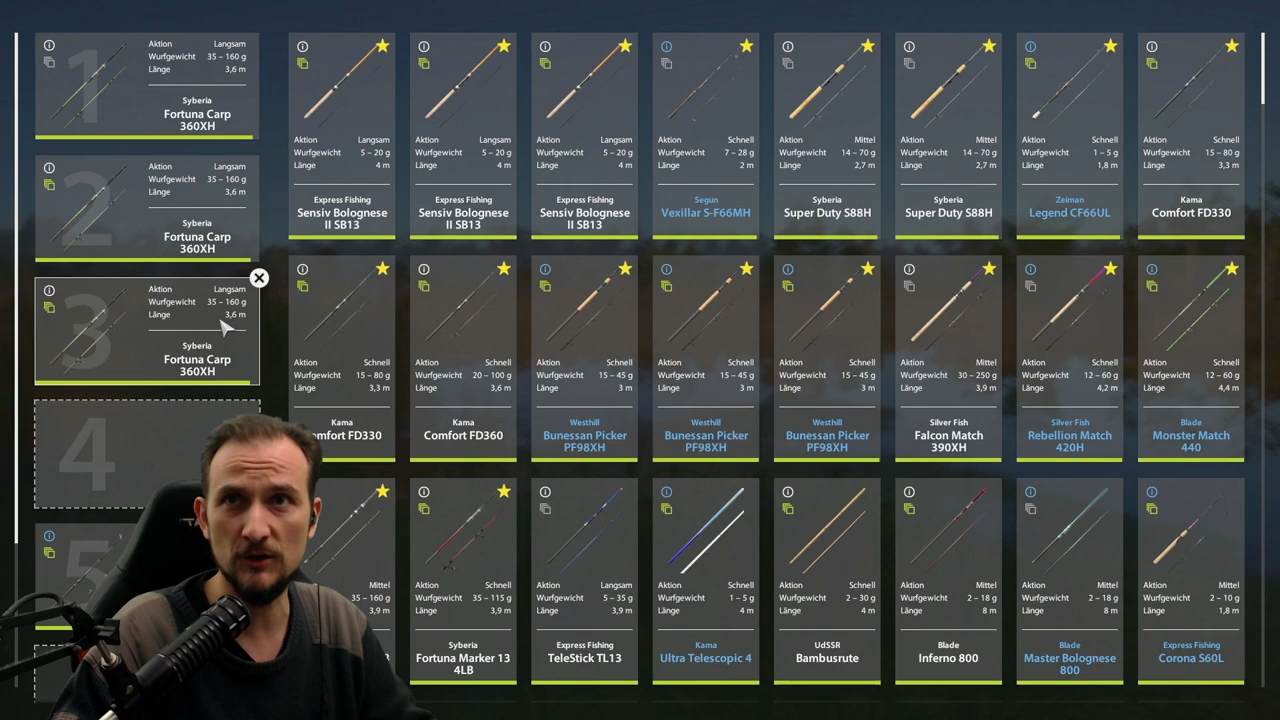 1
Aktion Langsam
Wurfgewicht 35 – 160 g
Länge 3,6 m
Syberia
Fortuna Carp
360XH
2
Aktion Langsam
Wurfgewicht 35 – 160 g
Länge 3,6 m
Syberia
Fortuna Carp
360XH
3
Aktion Langsam
Wurfgewicht 35 – 160 g
Länge 3,6 m
Syberia
Fortuna Carp
360XH
4
5
Aktion Langsam
Wurfgewicht 5 – 20 g
Länge 4 m
Express Fishing
Sensiv Bolognese
II SB13
Aktion Langsam
Wurfgewicht 5 – 20 g
Länge 4 m
Express Fishing
Sensiv Bolognese
II SB13
Aktion Langsam
Wurfgewicht 5 – 20 g
Länge 4 m
Express Fishing
Sensiv Bolognese
II SB13
Aktion Schnell
Wurfgewicht 7 – 28 g
Länge 2 m
Segun
Vexillar S-F66MH
Aktion Mittel
Wurfgewicht 14 – 70 g
Länge 2,7 m
Syberia
Super Duty S88H
Aktion Mittel
Wurfgewicht 14 – 70 g
Länge 2,7 m
Syberia
Super Duty S88H
Aktion Schnell
Wurfgewicht 1 – 5 g
Länge 1,8 m
Zeiman
Legend CF66UL
Aktion Schnell
Wurfgewicht 15 – 80 g
Länge 3,3 m
Kama
Comfort FD330
Aktion Schnell
Wurfgewicht 15 – 80 g
Länge 3,3 m
Kama
omfort FD330
Aktion Schnell
Wurfgewicht 20 – 100 g
Länge 3,6 m
Kama
Comfort FD360
Aktion Schnell
Wurfgewicht 15 – 45 g
Länge 3 m
Westhill
Bunessan Picker
PF98XH
Aktion Schnell
Wurfgewicht 15 – 45 g
Länge 3 m
Westhill
Bunessan Picker
PF98XH
Aktion Schnell
Wurfgewicht 15 – 45 g
Länge 3 m
Westhill
Bunessan Picker
PF98XH
Aktion Schnell
Wurfgewicht 30 – 250 g
Länge 3,9 m
Silver Fish
Falcon Match
390XH
Aktion Schnell
Wurfgewicht 12 – 60 g
Länge 4,2 m
Silver Fish
Rebellion Match
420H
Aktion Schnell
Wurfgewicht 12 – 60 g
Länge 4,4 m
Blade
Monster Match
440
Mittel
35 – 160 g
3,9 m
Aktion Schnell
Wurfgewicht 35 – 115 g
Länge 3,9 m
Syberia
Fortuna Marker 13
4LB
Aktion Langsam
Wurfgewicht 5 – 35 g
Länge 3,9 m
Express Fishing
TeleStick TL13
Aktion Schnell
Wurfgewicht 1 – 5 g
Länge 4 m
Kama
Ultra Telescopic 4
Aktion Schnell
Wurfgewicht 2 – 30 g
Länge 4 m
UdSSR
Bambusrute
Aktion Mittel
Wurfgewicht 2 – 18 g
Länge 8 m
Blade
Inferno 800
Aktion Mittel
Wurfgewicht 2 – 18 g
Länge 8 m
Blade
Master Bolognese
800
Aktion Mittel
Wurfgewicht 2 – 10 g
Länge 1,8 m
Express Fishing
Corona S60L